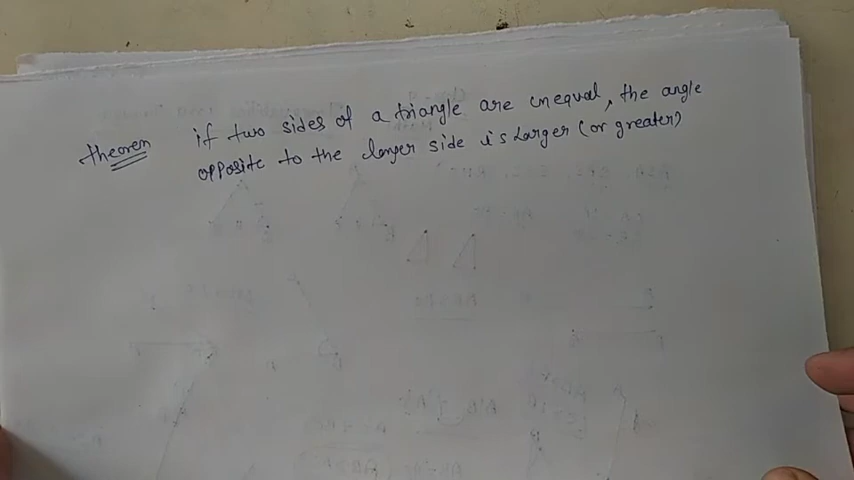 theorem if two sides of a triangle are unequal, the angle
opposite to the longer side is Larger (or greater)